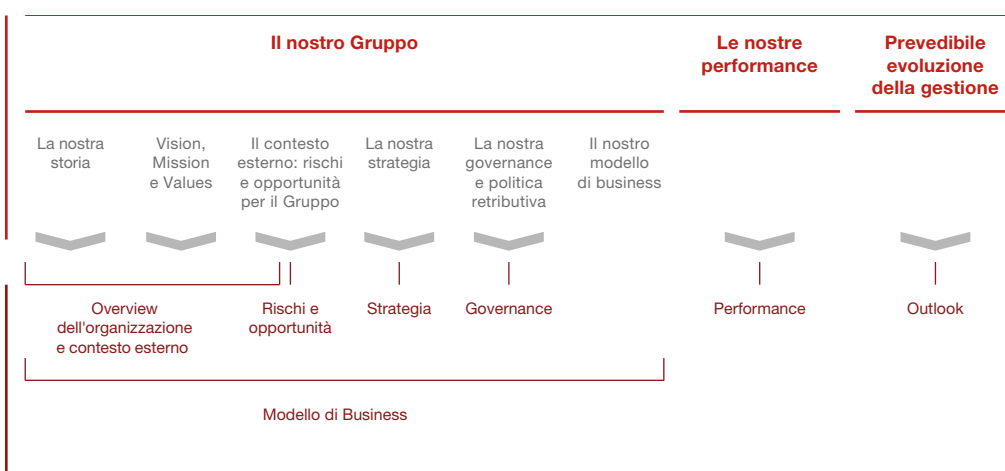 Il nostro Gruppo
Le nostre
performance
Prevedibile
evoluzione
della gestione
La nostra
storia
Vision,
Mission
e Values
Il contesto
esterno: rischi
e opportunità
per il Gruppo
La nostra
strategia
La nostra
governance
e politica
retributiva
Il nostro
modello
di business
Overview
dell'organizzazione
e contesto esterno
Rischi e
opportunità
Strategia
Governance
Performance
Outlook
Modello di Business